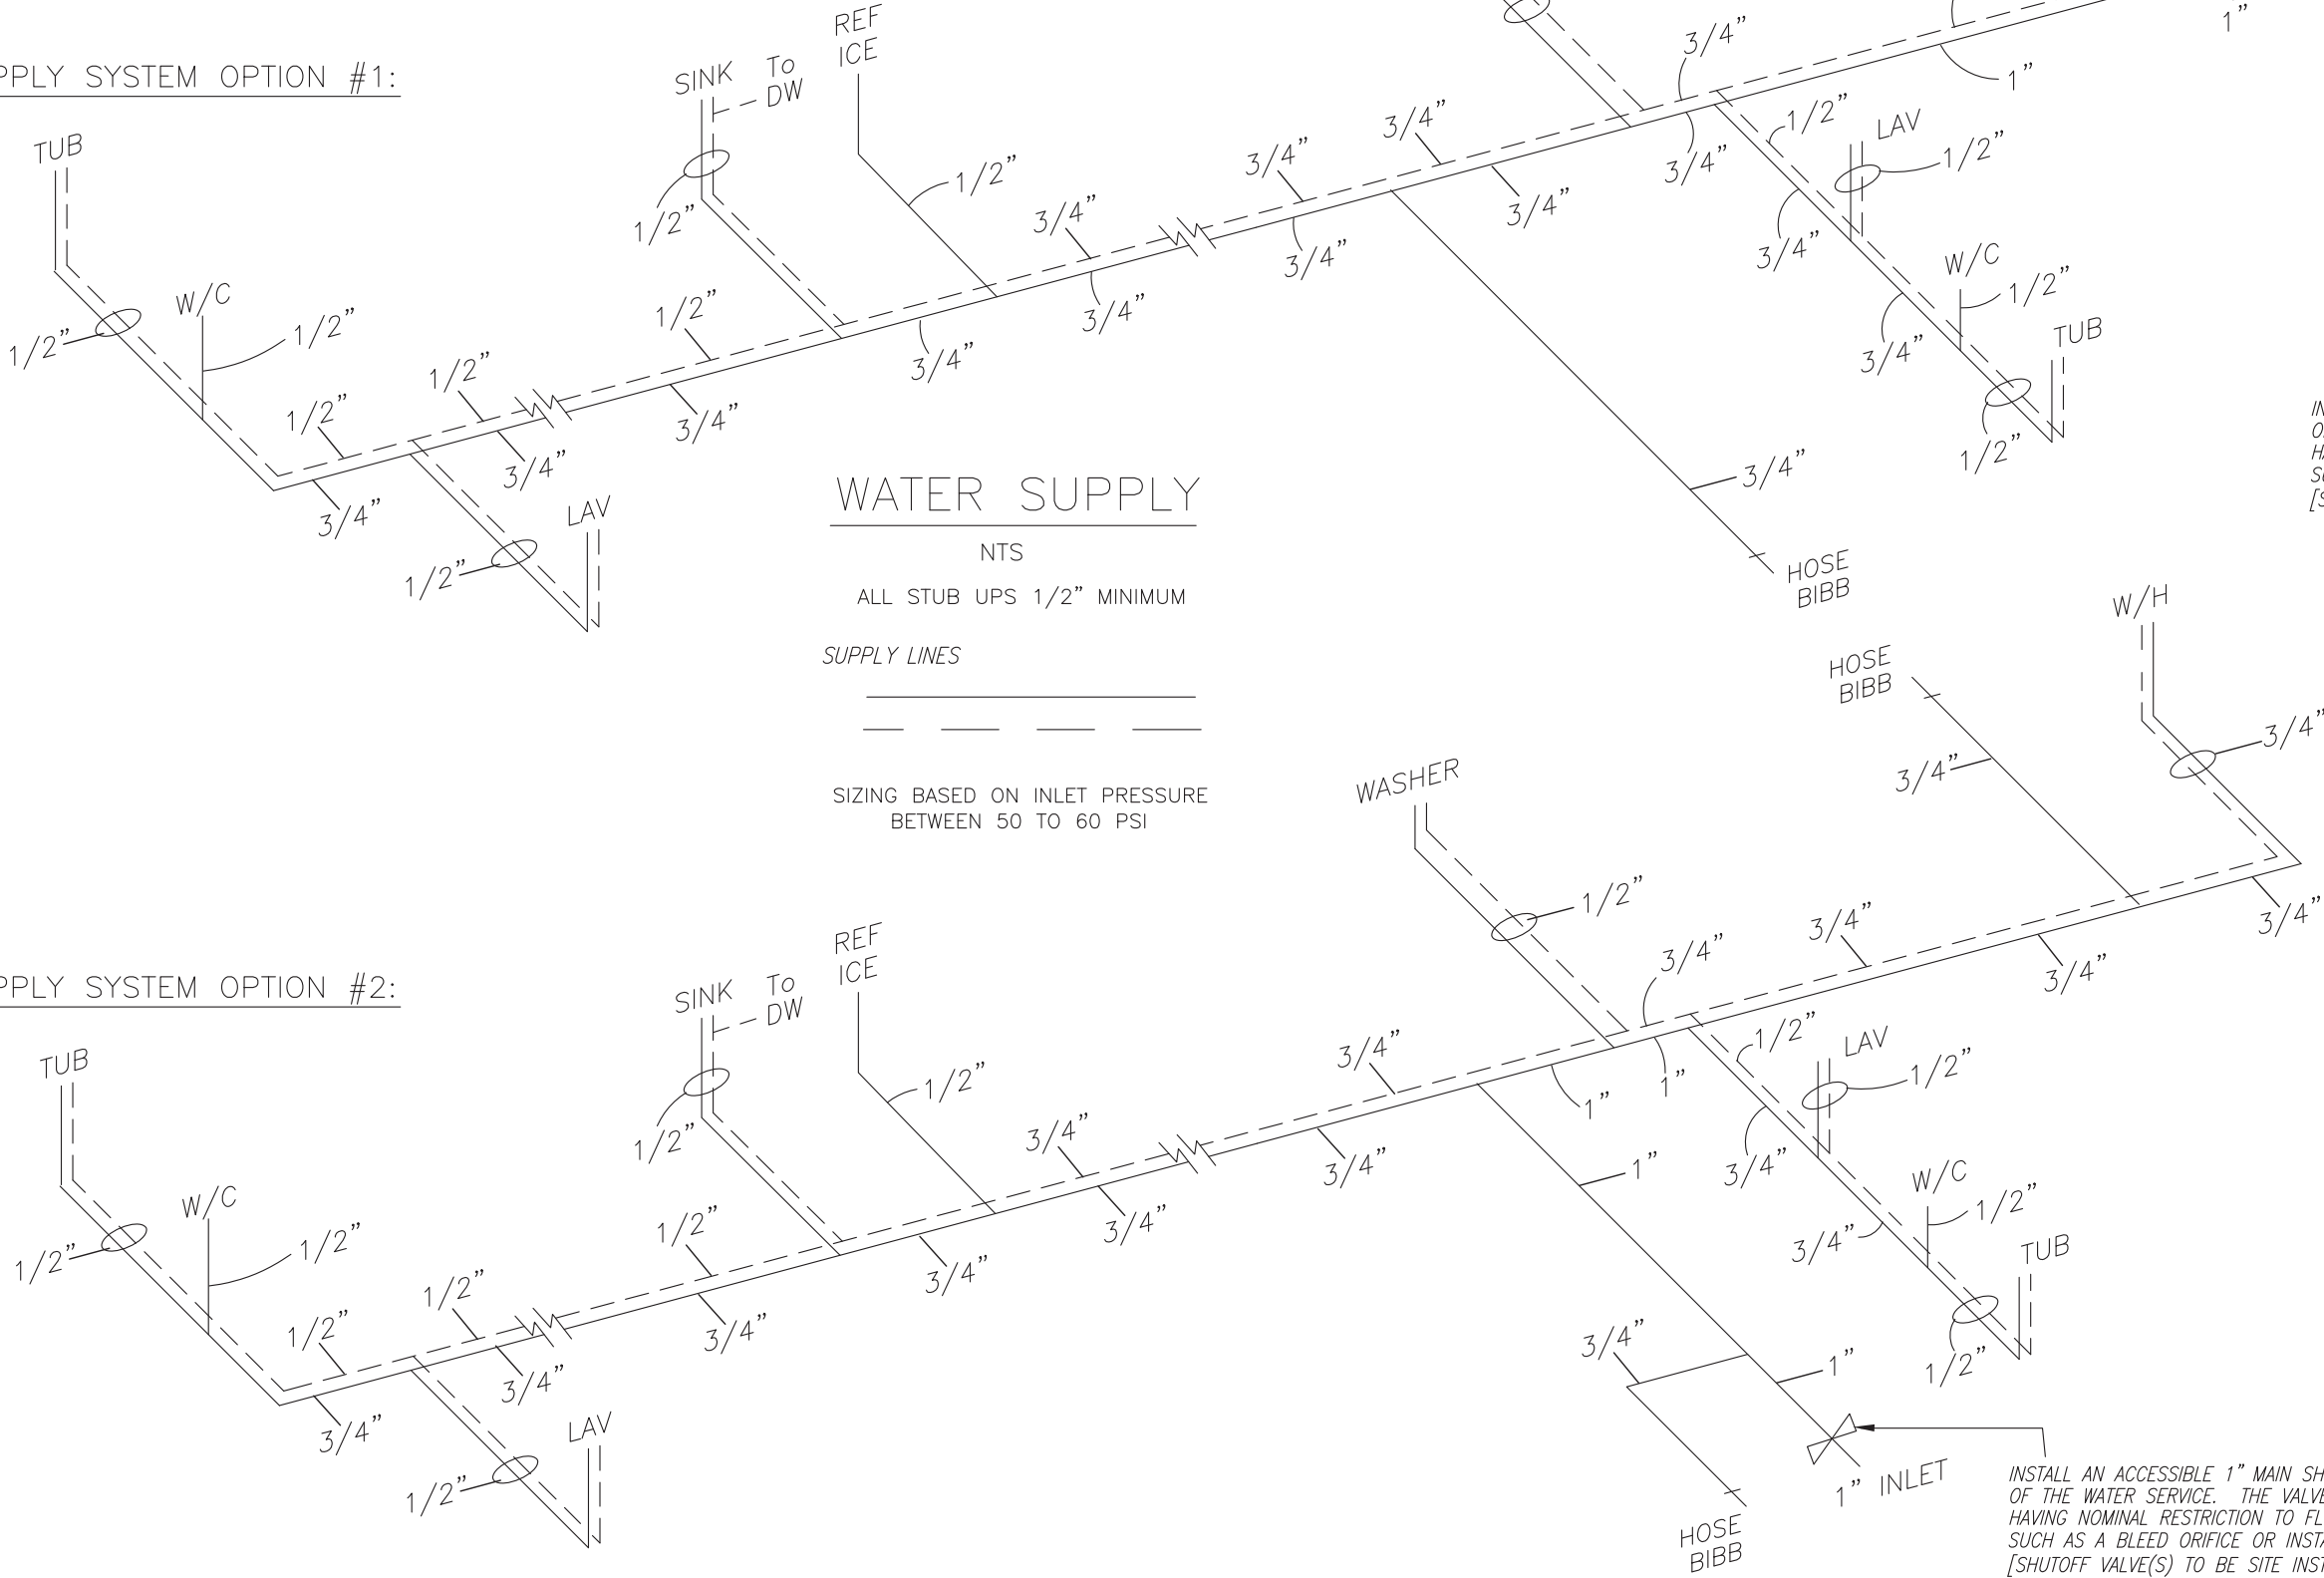 PPLY SYSTEM OPTION #1:
TUB
1/2"
W/C
1/2"
1/2"
3/4"
1/2"
3/4"
1/2"
LAV
1/2"
3/4"
SINK To
DW
1/2"
REF
ICE
1/2"
3/4"
3/4"
3/4"
3/4"
3/4"
3/4"
3/4"
3/4"
HOSE
BIBB
3/4"
3/4"
1"
1"
1/2"
LAV
1/2"
3/4"
W/C
1/2"
3/4"
TUB
1/2"
WATER SUPPLY
NTS
ALL STUB UPS 1/2" MINIMUM
SUPPLY LINES
SIZING BASED ON INLET PRESSURE
BETWEEN 50 TO 60 PSI
PPLY SYSTEM OPTION #2:
TUB
1/2"
W/C
1/2"
1/2"
3/4"
1/2"
3/4"
1/2"
LAV
1/2"
3/4"
SINK To
DW
1/2"
REF
ICE
1/2"
3/4"
3/4"
3/4"
3/4"
3/4"
WASHER
1/2"
1"
3/4"
1"
3/4"
3/4"
HOSE
BIBB
3/4"
W/H
3/4"
3/4"
1/2"
LAV
1/2"
3/4"
W/C
1/2"
3/4"
TUB
1/2"
1"
3/4"
1"
HOSE
BIBB
1" INLET
INSTALL AN ACCESSIBLE 1" MAIN SH
OF THE WATER SERVICE. THE VALVE
HAVING NOMINAL RESTRICTION TO FL
SUCH AS A BLEED ORIFICE OR INSTA
[SHUTOFF VALVE(S) TO BE SITE INST